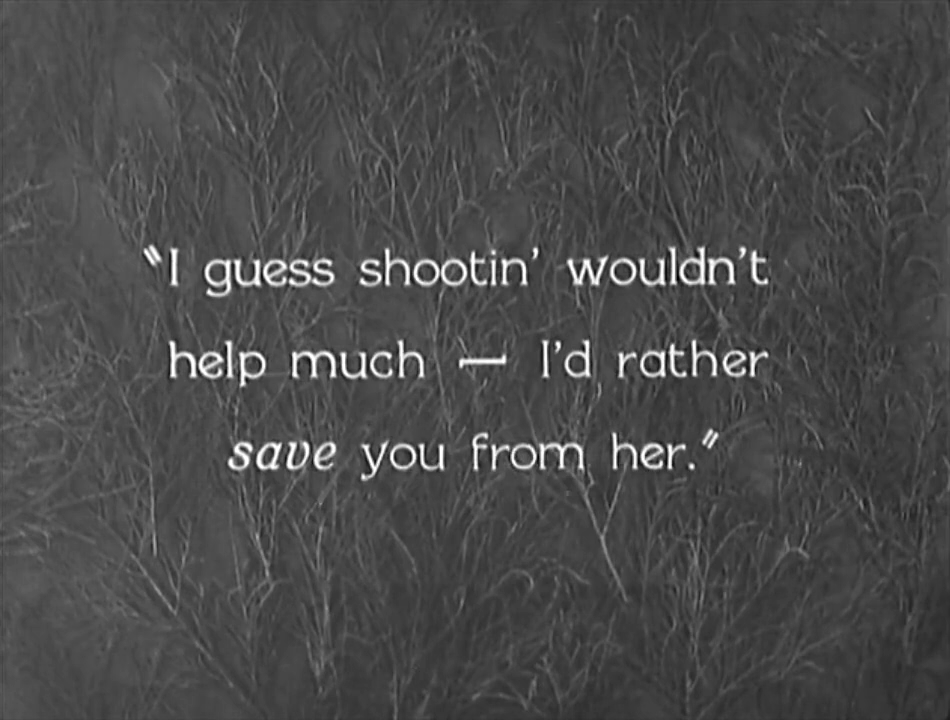 "I guess shootin' wouldn't
help much — I'd rather
save you from her."